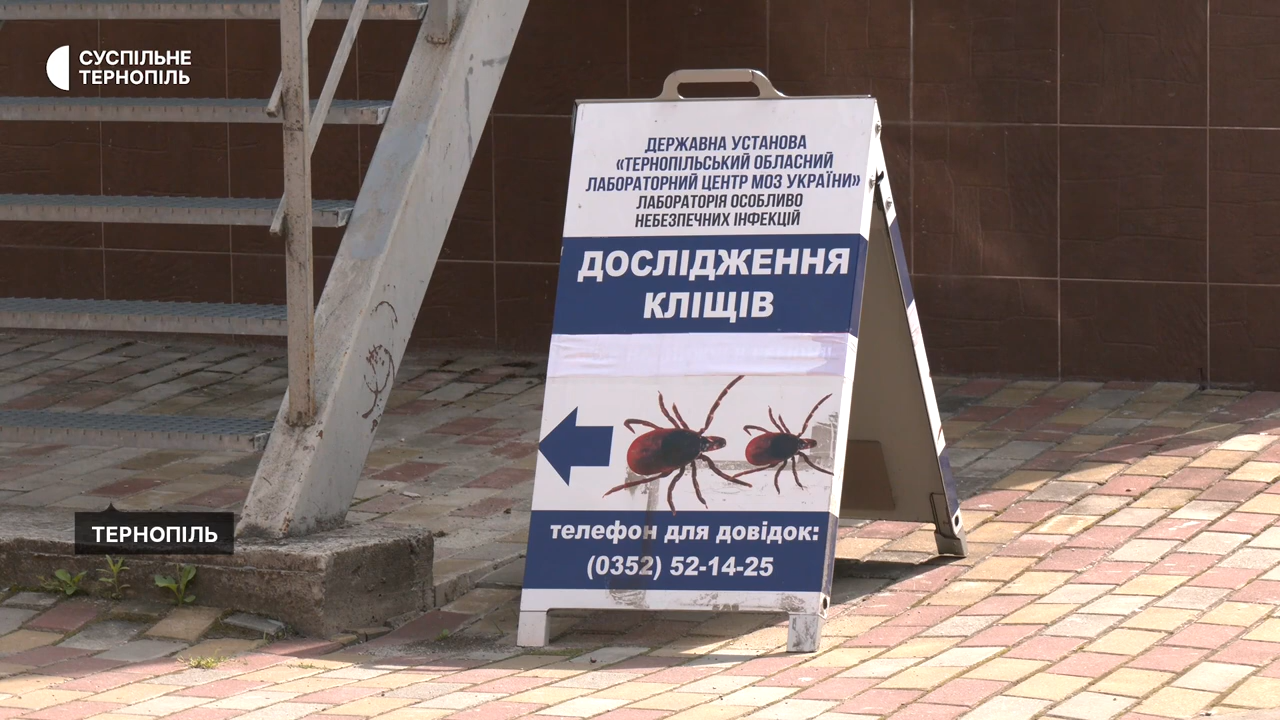 СУСПІЛЬНЕ
ТЕРНОПІЛЬ
ДЕРЖАВНА УСТАНОВА
«ТЕРНОПІЛЬСЬКИЙ ОБЛАСНИЙ
ЛАБОРАТОРНИЙ ЦЕНТР МОЗ УКРАЇНИ»
ЛАБОРАТОРІЯ ОСОБЛИВО
НЕБЕЗПЕЧНИХ ІНФЕКЦІЙ
ДОСЛІДЖЕННЯ
КЛІЩІВ
телефон для довідок:
(0352) 52-14-25
ТЕРНОПІЛЬ